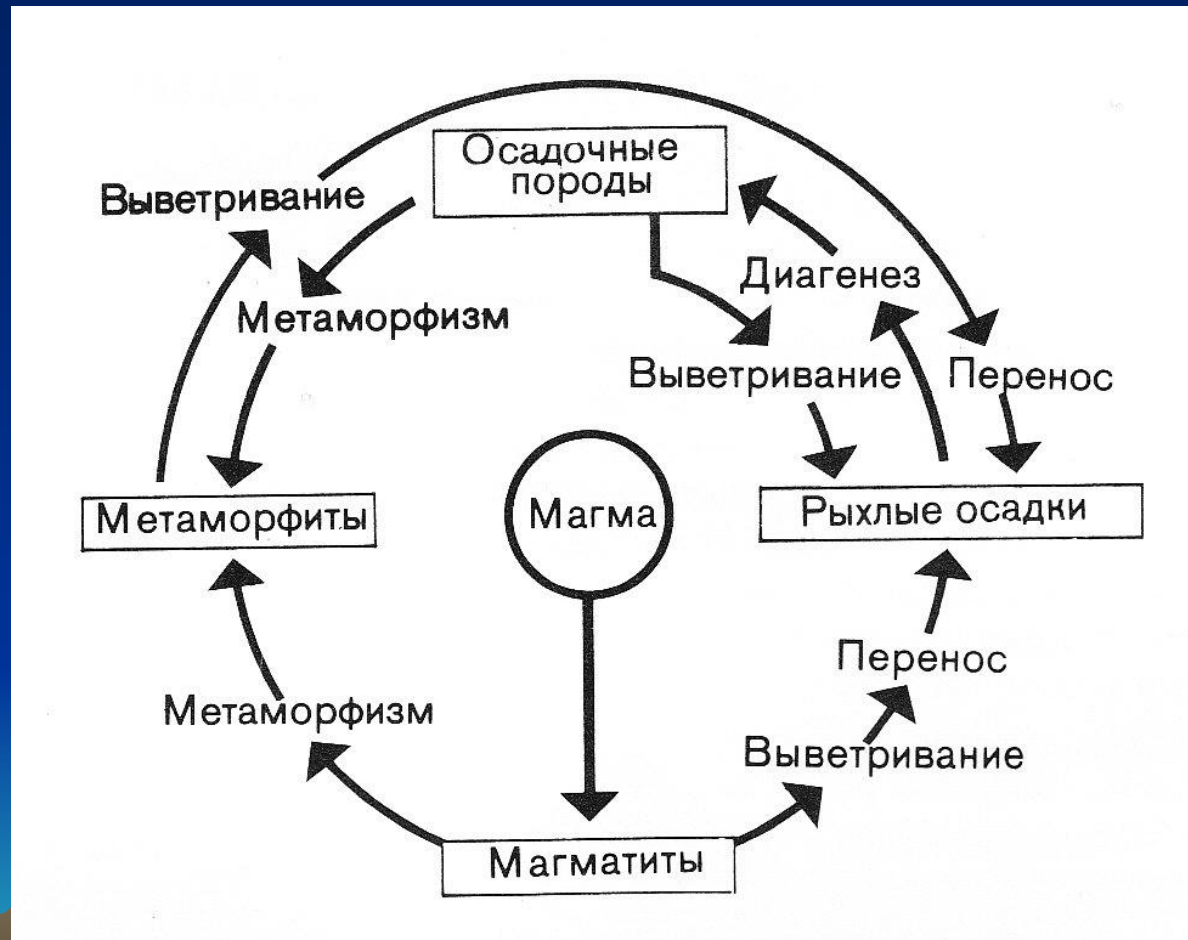 Осадочные
породы
Выветривание
Диагенез
Метаморфизм
Выветривание
Перенос
Метаморфиты
Магма
Рыхлые осадки
Перенос
Метаморфизм
Выветривание
Магматиты